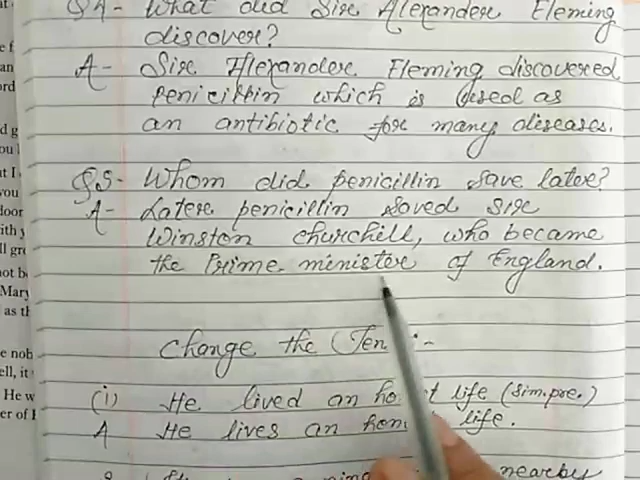 Q4- What did Sir Alexander Fleming
discover?
A- Sir Alexander Fleming discovered
penicillin which is used as
an antibiotic for many diseases.
Q5- Whom did penicillin save later?
A- Later penicillin saved sir
Winston churchill, who became
the Prime minister of England.
change the Ten :-
(i) He lived an life (sim.pre.)
A He lives an life.
nearby